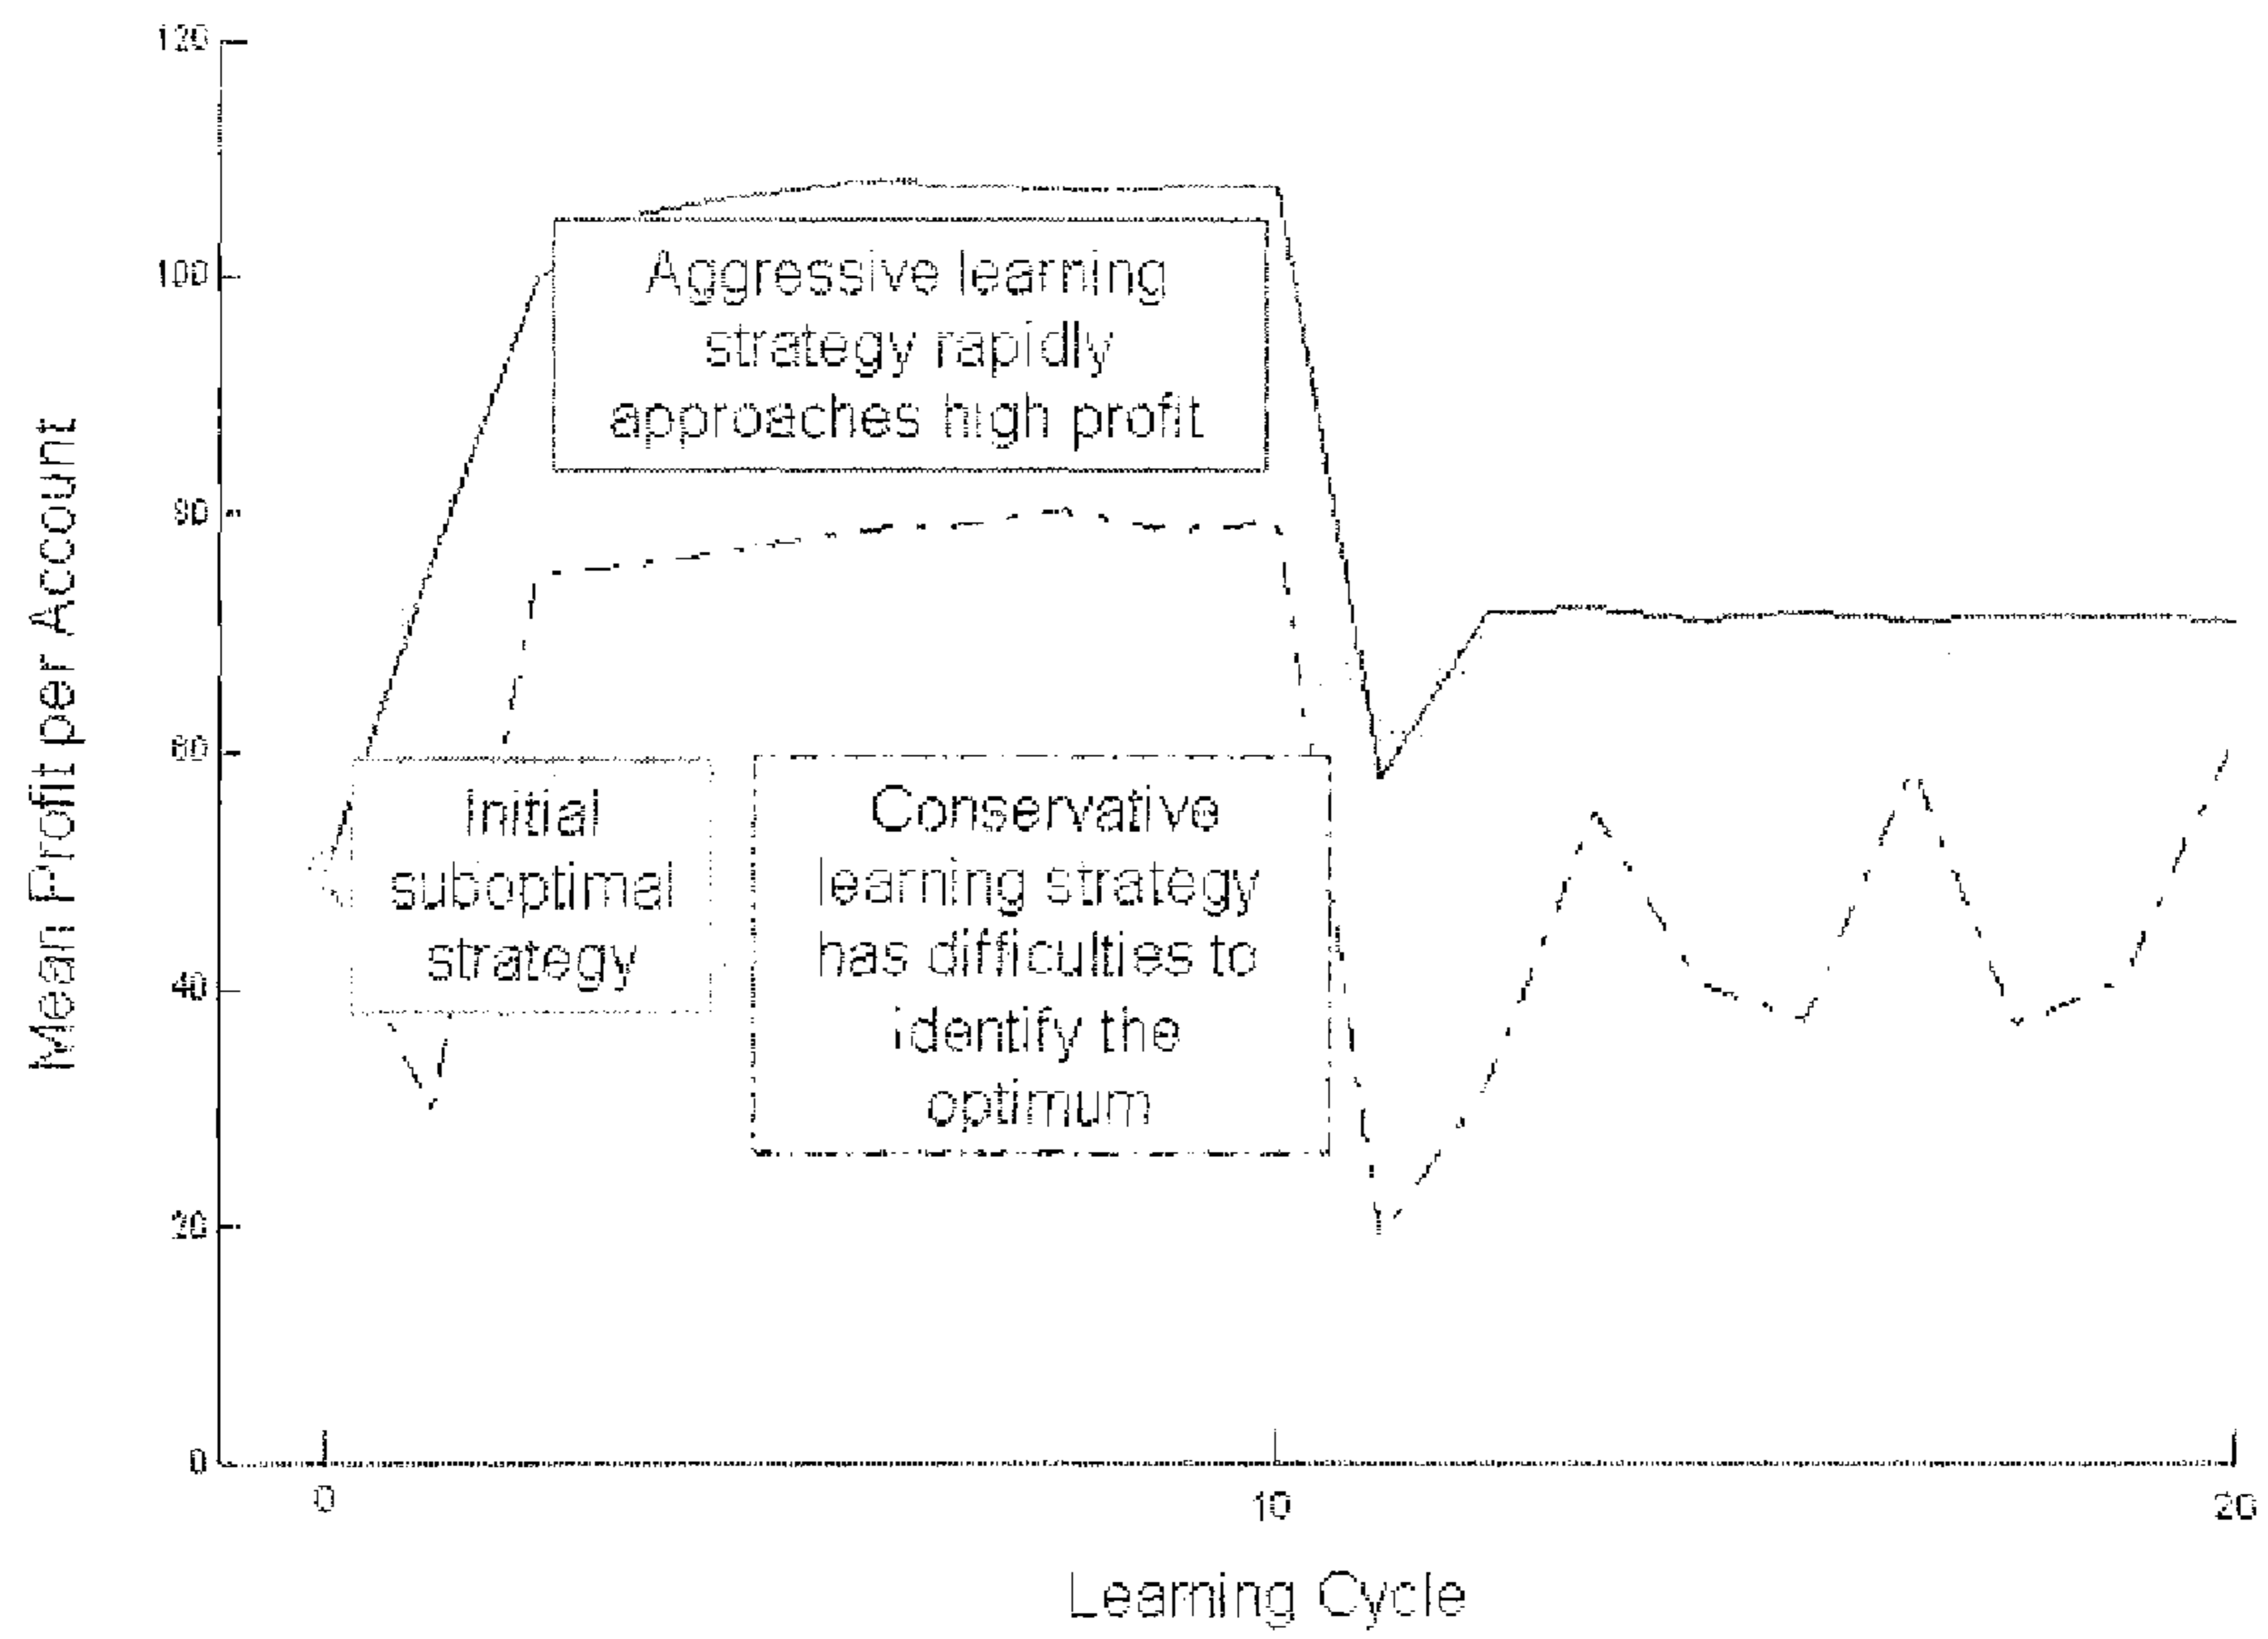 120
100
80
60
40
20
0
Mean Profit per Account
Aggressive learning
strategy rapidly
approaches high profit
Initial
suboptimal
strategy
Conservative
learning strategy
has difficulties to
identify the
optimum
0
10
20
Learning Cycle